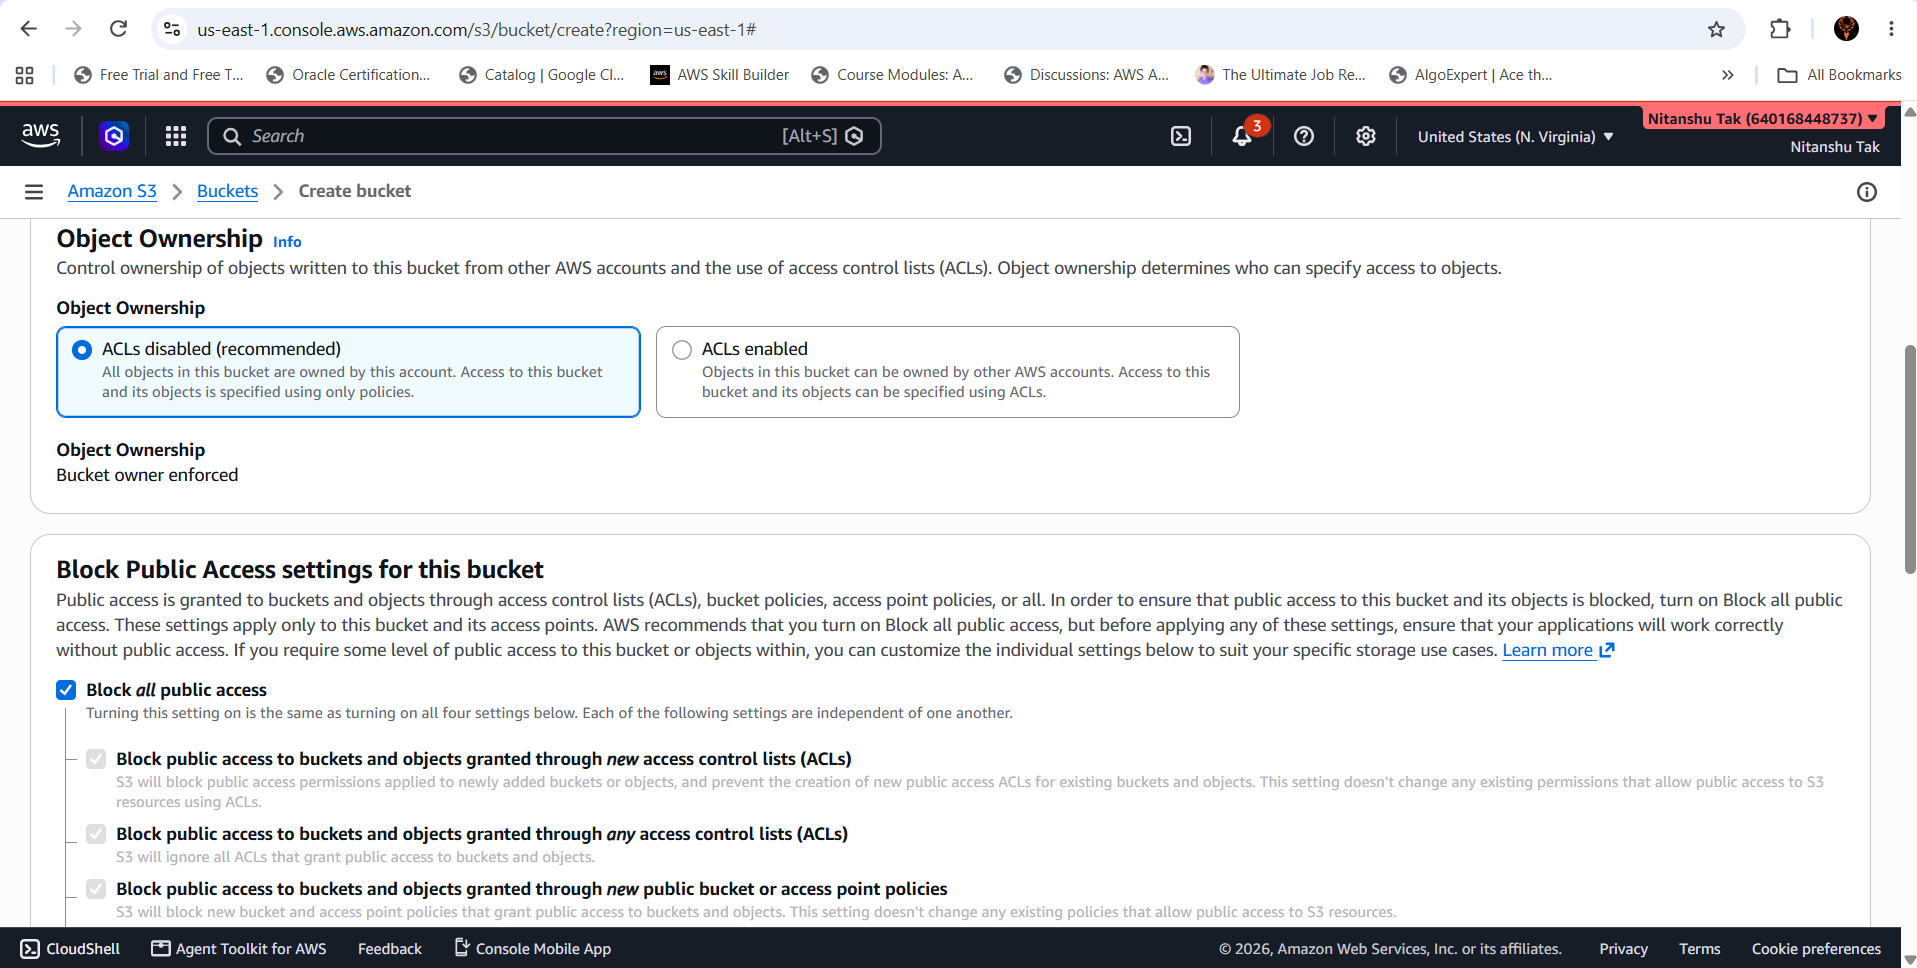 us-east-1.console.aws.amazon.com/s3/bucket/create?region=us-east-1#
Free Trial and Free T...
Oracle Certification...
Catalog | Google Cl...
aws
AWS Skill Builder
Course Modules: A...
Discussions: AWS A...
The Ultimate Job Re...
AlgoExpert | Ace th...
»
All Bookmarks
aws
Search
[Alt+S]
3
United States (N. Virginia) ▼
Nitanshu Tak (640168448737) ▼
Nitanshu Tak
Amazon S3 > Buckets > Create bucket
Object Ownership Info
Control ownership of objects written to this bucket from other AWS accounts and the use of access control lists (ACLs). Object ownership determines who can specify access to objects.
Object Ownership
ACLs disabled (recommended)
All objects in this bucket are owned by this account. Access to this bucket
and its objects is specified using only policies.
ACLs enabled
Objects in this bucket can be owned by other AWS accounts. Access to this
bucket and its objects can be specified using ACLs.
Object Ownership
Bucket owner enforced
Block Public Access settings for this bucket
Public access is granted to buckets and objects through access control lists (ACLs), bucket policies, access point policies, or all. In order to ensure that public access to this bucket and its objects is blocked, turn on Block all public
access. These settings apply only to this bucket and its access points. AWS recommends that you turn on Block all public access, but before applying any of these settings, ensure that your applications will work correctly
without public access. If you require some level of public access to this bucket or objects within, you can customize the individual settings below to suit your specific storage use cases. Learn more
Block all public access
Turning this setting on is the same as turning on all four settings below. Each of the following settings are independent of one another.
Block public access to buckets and objects granted through new access control lists (ACLs)
S3 will block public access permissions applied to newly added buckets or objects, and prevent the creation of new public access ACLs for existing buckets and objects. This setting doesn't change any existing permissions that allow public access to S3
resources using ACLs.
Block public access to buckets and objects granted through any access control lists (ACLs)
S3 will ignore all ACLs that grant public access to buckets and objects.
Block public access to buckets and objects granted through new public bucket or access point policies
S3 will block new bucket and access point policies that grant public access to buckets and objects. This setting doesn't change any existing policies that allow public access to S3 resources.
CloudShell
Agent Toolkit for AWS
Feedback
Console Mobile App
© 2026, Amazon Web Services, Inc. or its affiliates.
Privacy
Terms
Cookie preferences